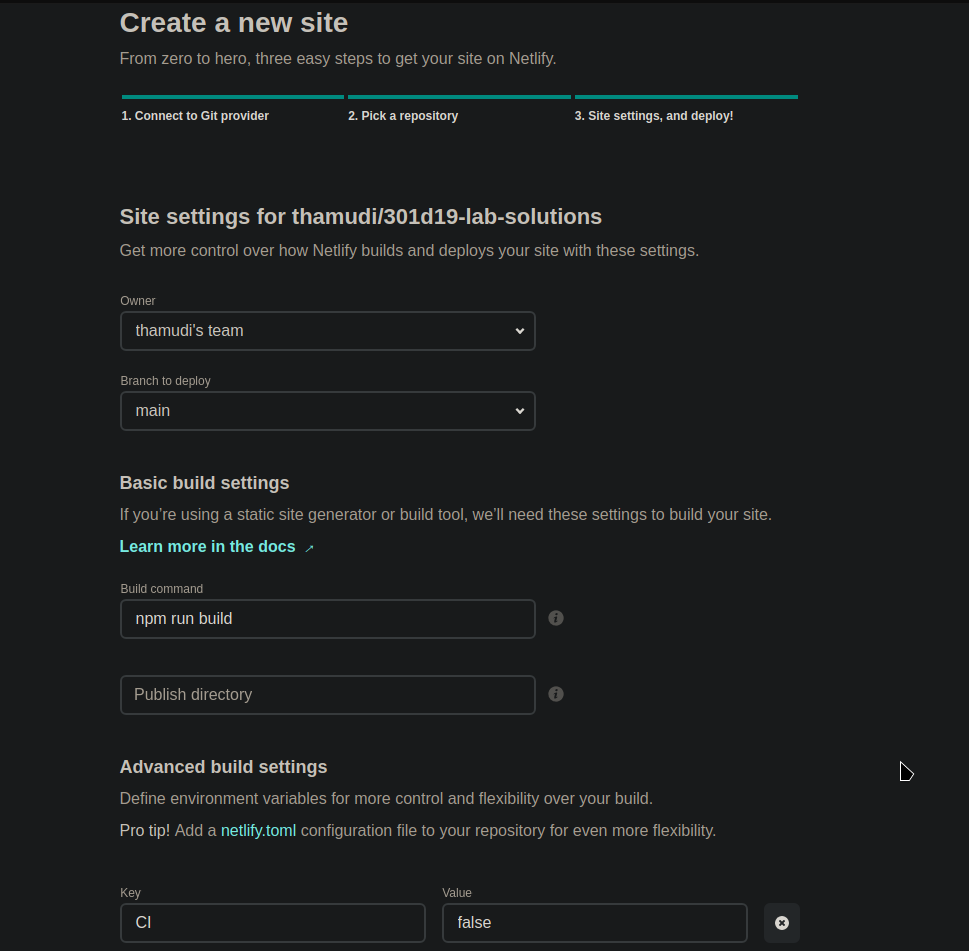 Create a new site
From zero to hero, three easy steps to get your site on Netlify.
1. Connect to Git provider
2. Pick a repository
3. Site settings, and deploy!
Site settings for thamudi/301d19-lab-solutions
Get more control over how Netlify builds and deploys your site with these settings.
Owner
thamudi's team
Branch to deploy
main
Basic build settings
If you’re using a static site generator or build tool, we’ll need these settings to build your site.
Learn more in the docs ↗
Build command
npm run build
Publish directory
Advanced build settings
Define environment variables for more control and flexibility over your build.
Pro tip! Add a netlify.toml configuration file to your repository for even more flexibility.
Key
Value
CI
false